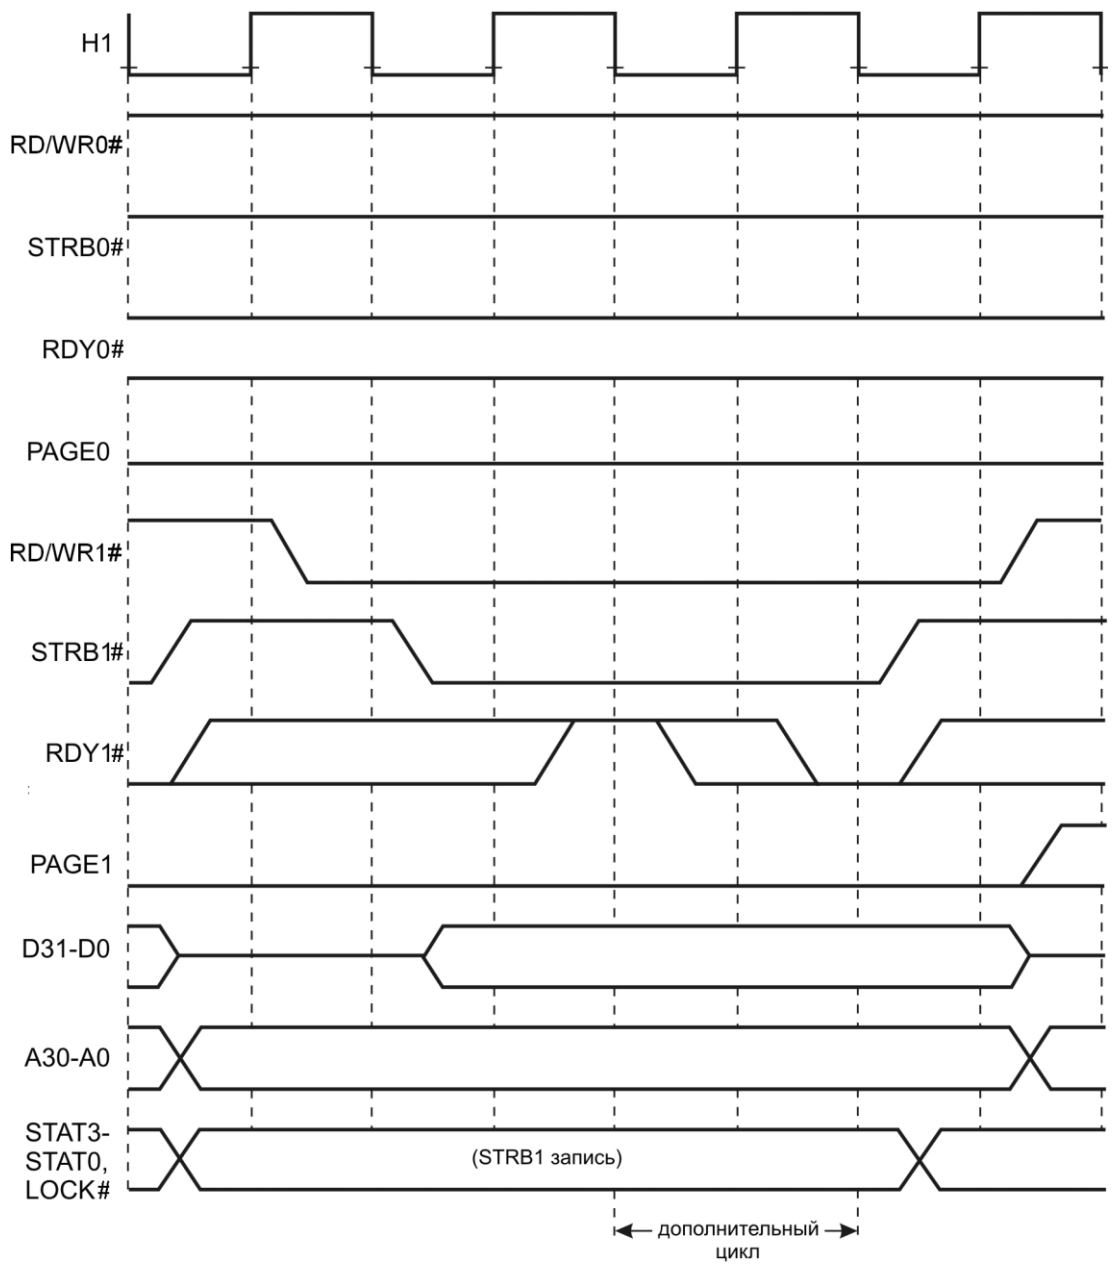 H1
RD/WR0#
STRB0#
RDY0#
PAGE0
RD/WR1#
STRB1#
RDY1#
PAGE1
D31-D0
A30-A0
STAT3-
STAT0,
LOCK#
(STRB1 запись)
дополнительный
цикл